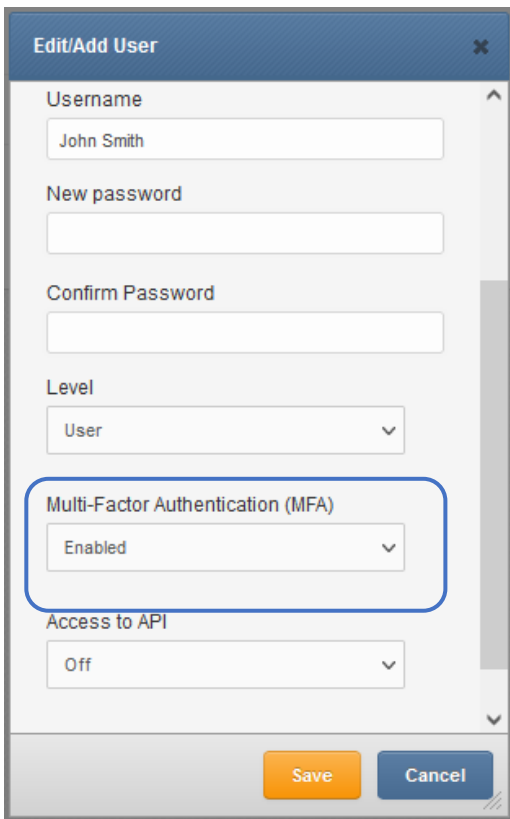 Edit/Add User
Username
John Smith
New password
Confirm Password
Level
User
Multi-Factor Authentication (MFA)
Enabled
Access to API
Off
Save Cancel